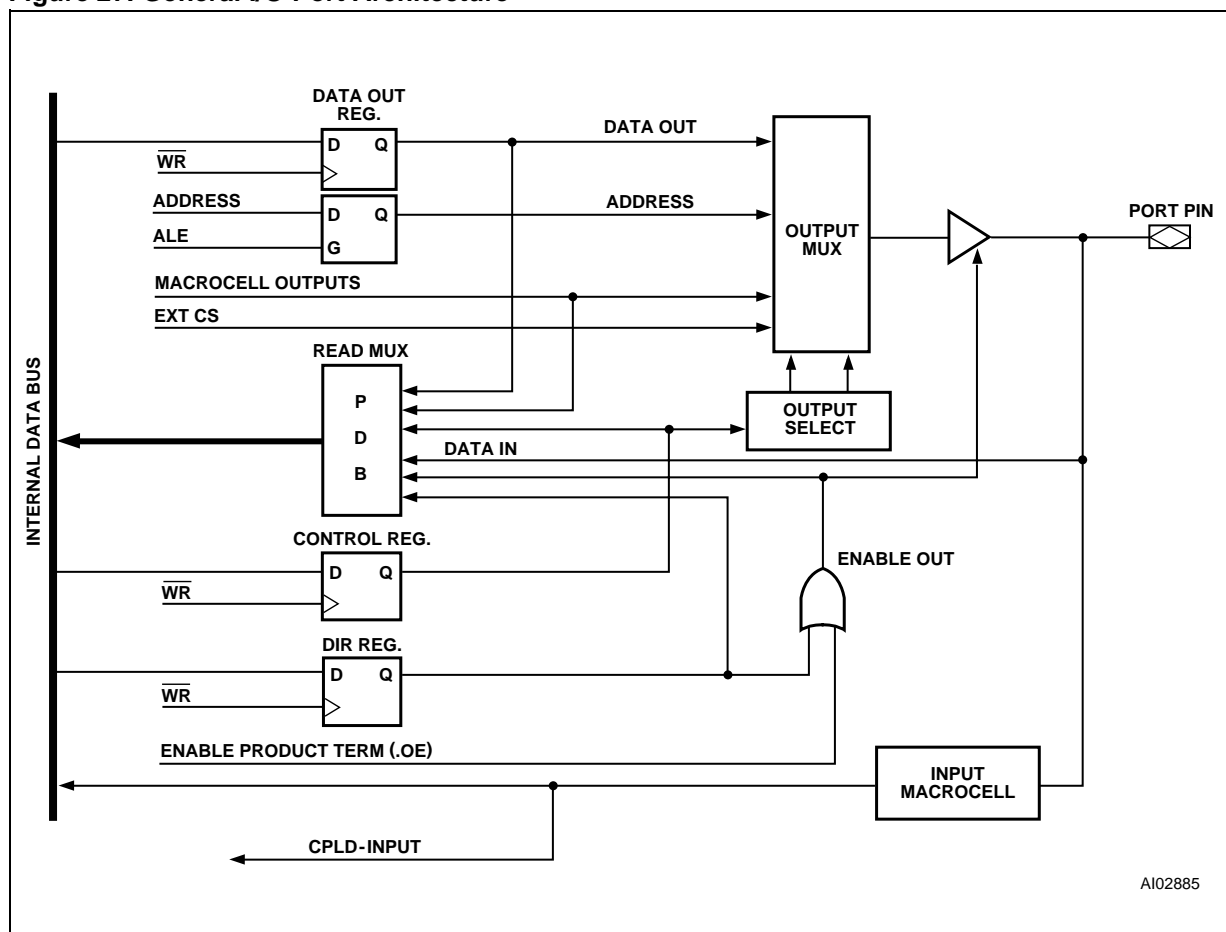 DATA OUT
REG.
D Q
WR
DATA OUT
ADDRESS
ALE
D Q
G
ADDRESS
OUTPUT
MUX
PORT PIN
MACROCELL OUTPUTS
EXT CS
READ MUX
P
D
B
OUTPUT
SELECT
DATA IN
INTERNAL DATA BUS
CONTROL REG.
D Q
WR
ENABLE OUT
DIR REG.
D Q
WR
ENABLE PRODUCT TERM (.OE)
INPUT
MACROCELL
CPLD-INPUT
AI02885